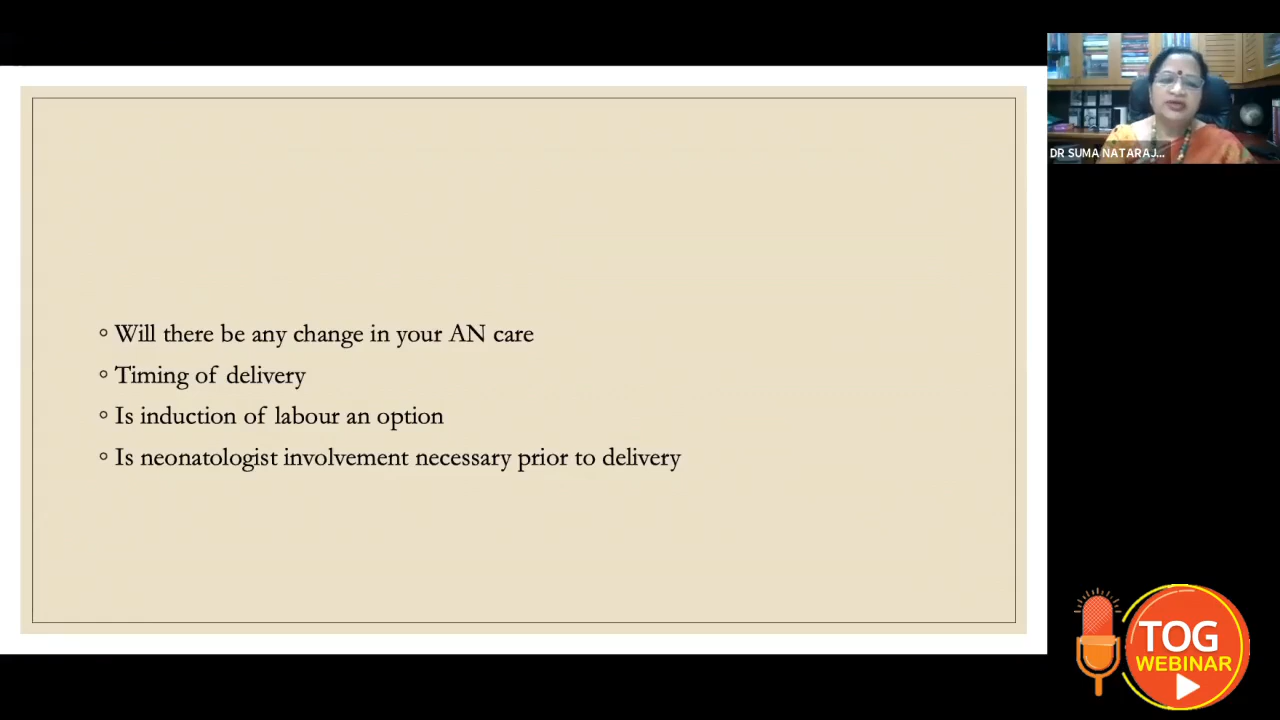 ◦ Will there be any change in your AN care
◦ Timing of delivery
◦ Is induction of labour an option
◦ Is neonatologist involvement necessary prior to delivery
DR SUMA NATARAJ...
TOG
WEBINAR